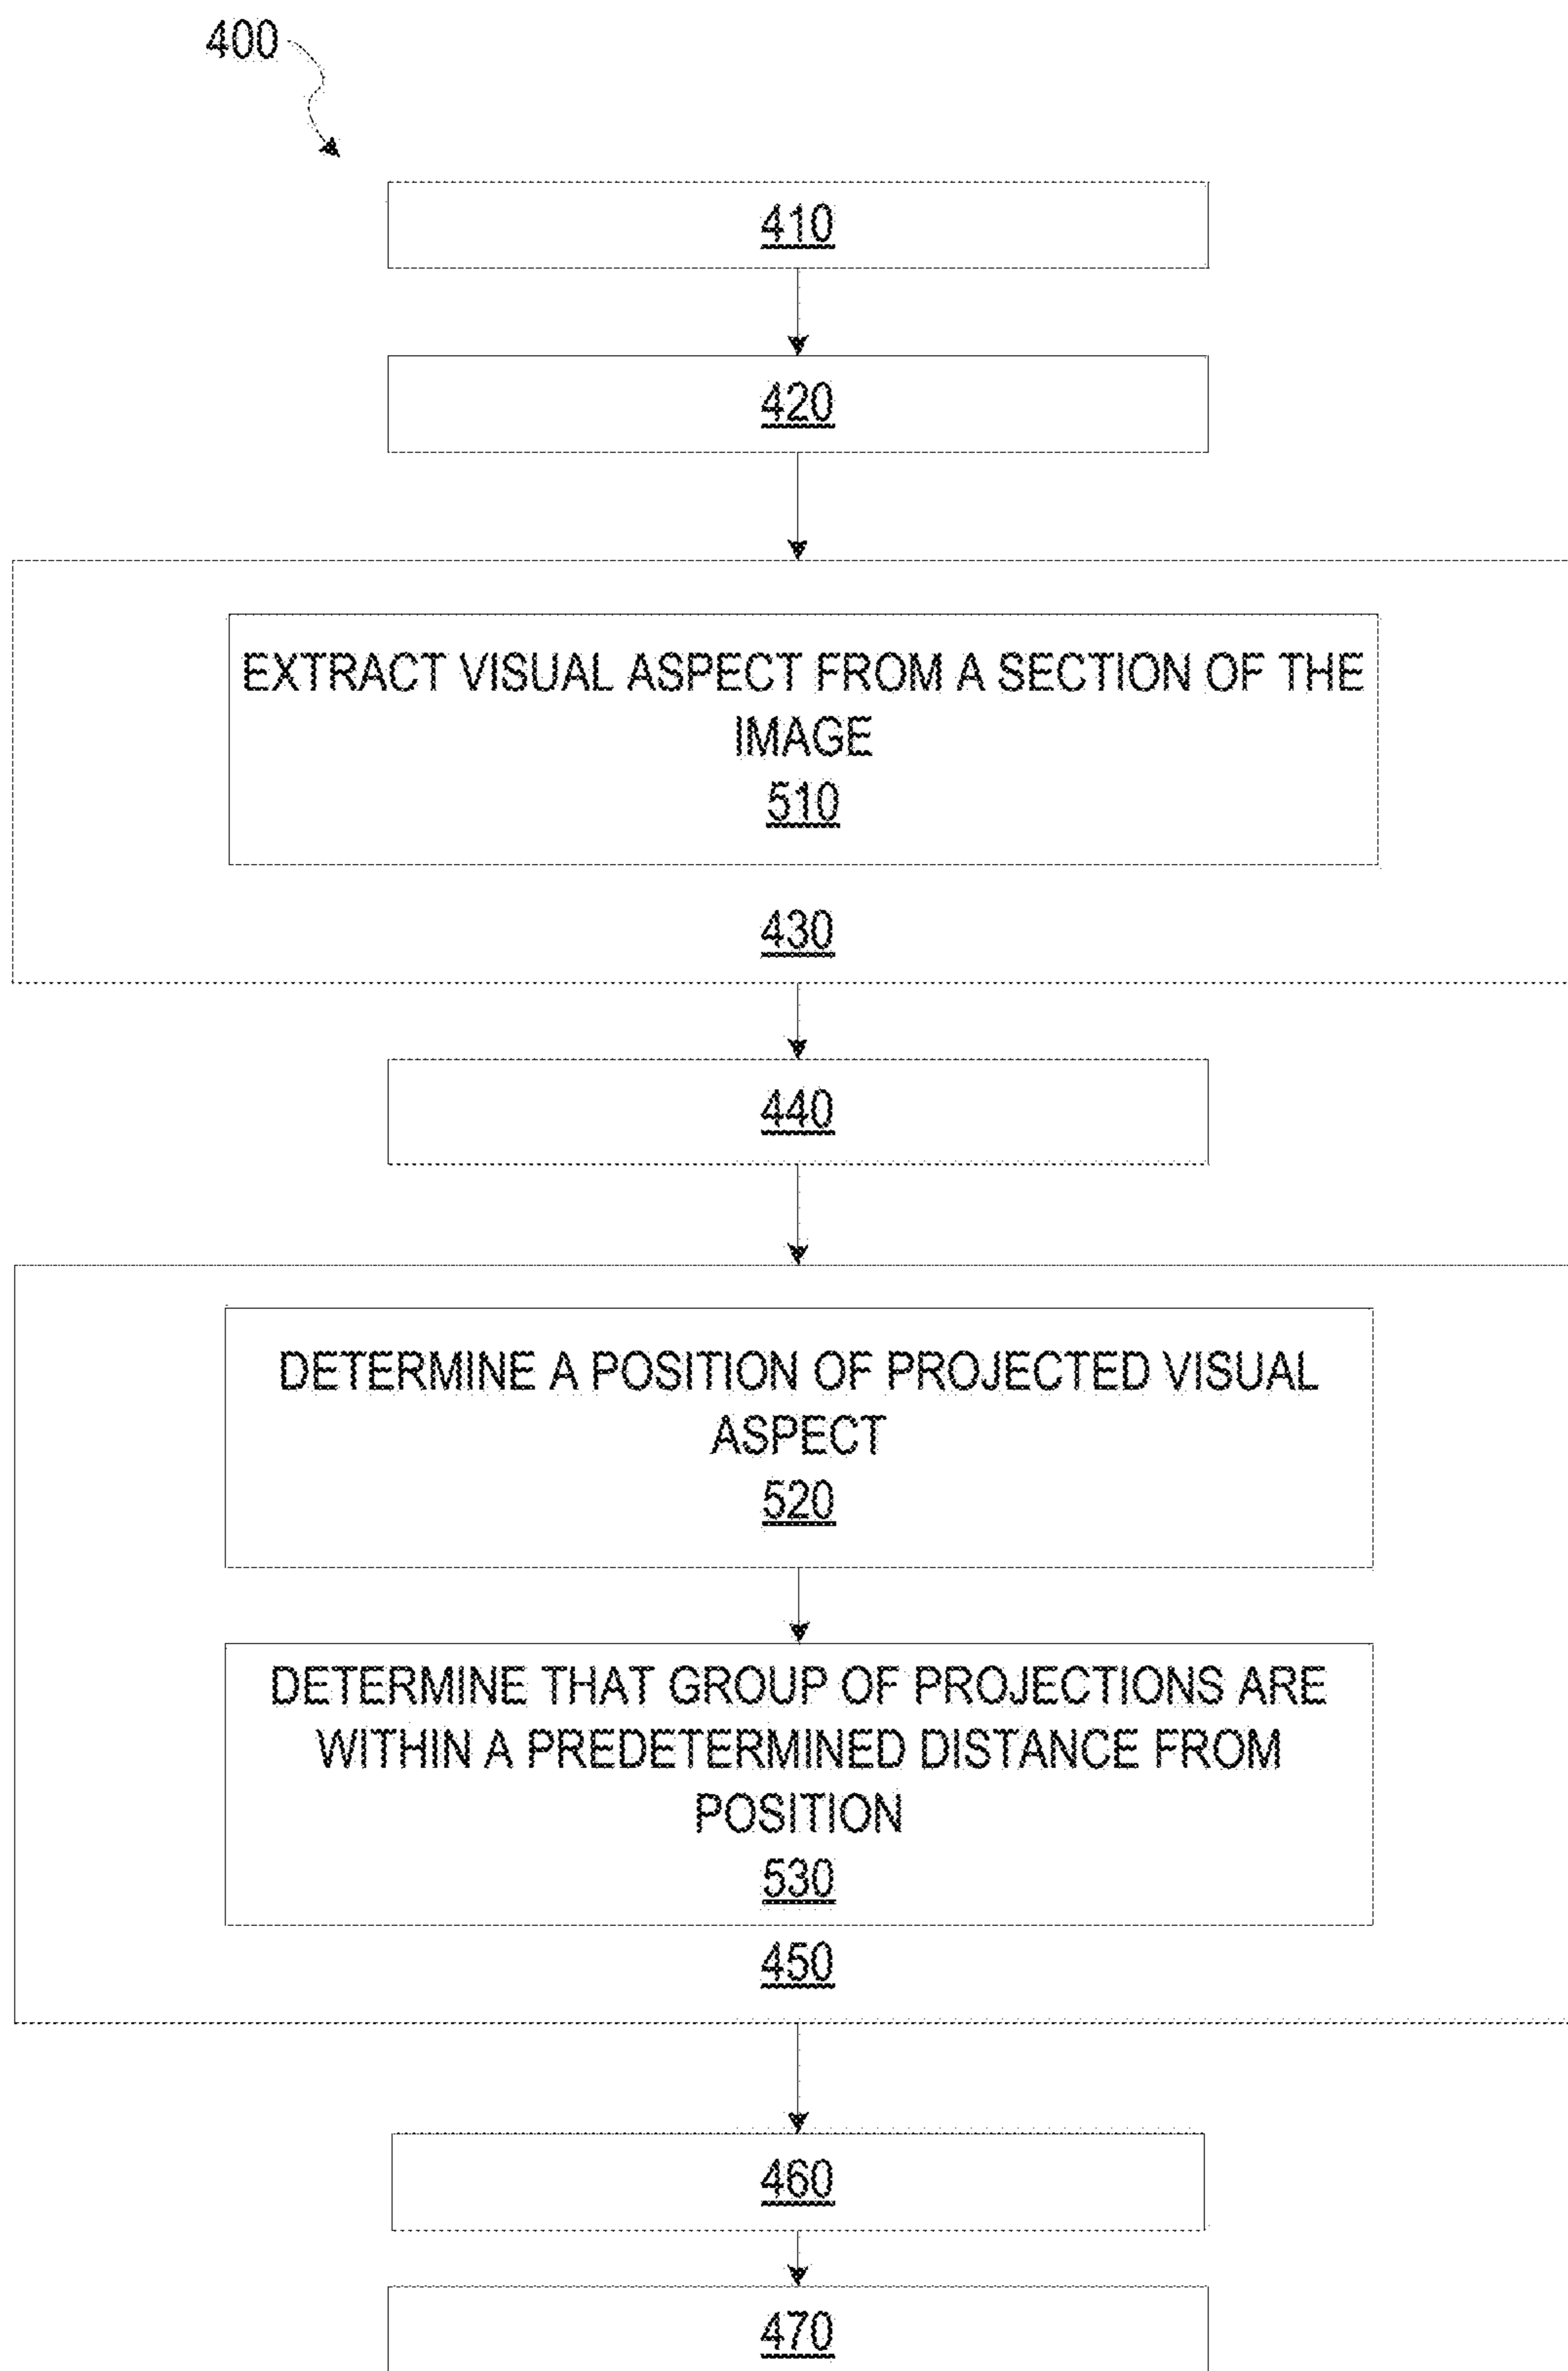 400
410
420
EXTRACT VISUAL ASPECT FROM A SECTION OF THE
IMAGE
510
430
440
DETERMINE A POSITION OF PROJECTED VISUAL
ASPECT
520
DETERMINE THAT GROUP OF PROJECTIONS ARE
WITHIN A PREDETERMINED DISTANCE FROM
POSITION
530
450
460
470